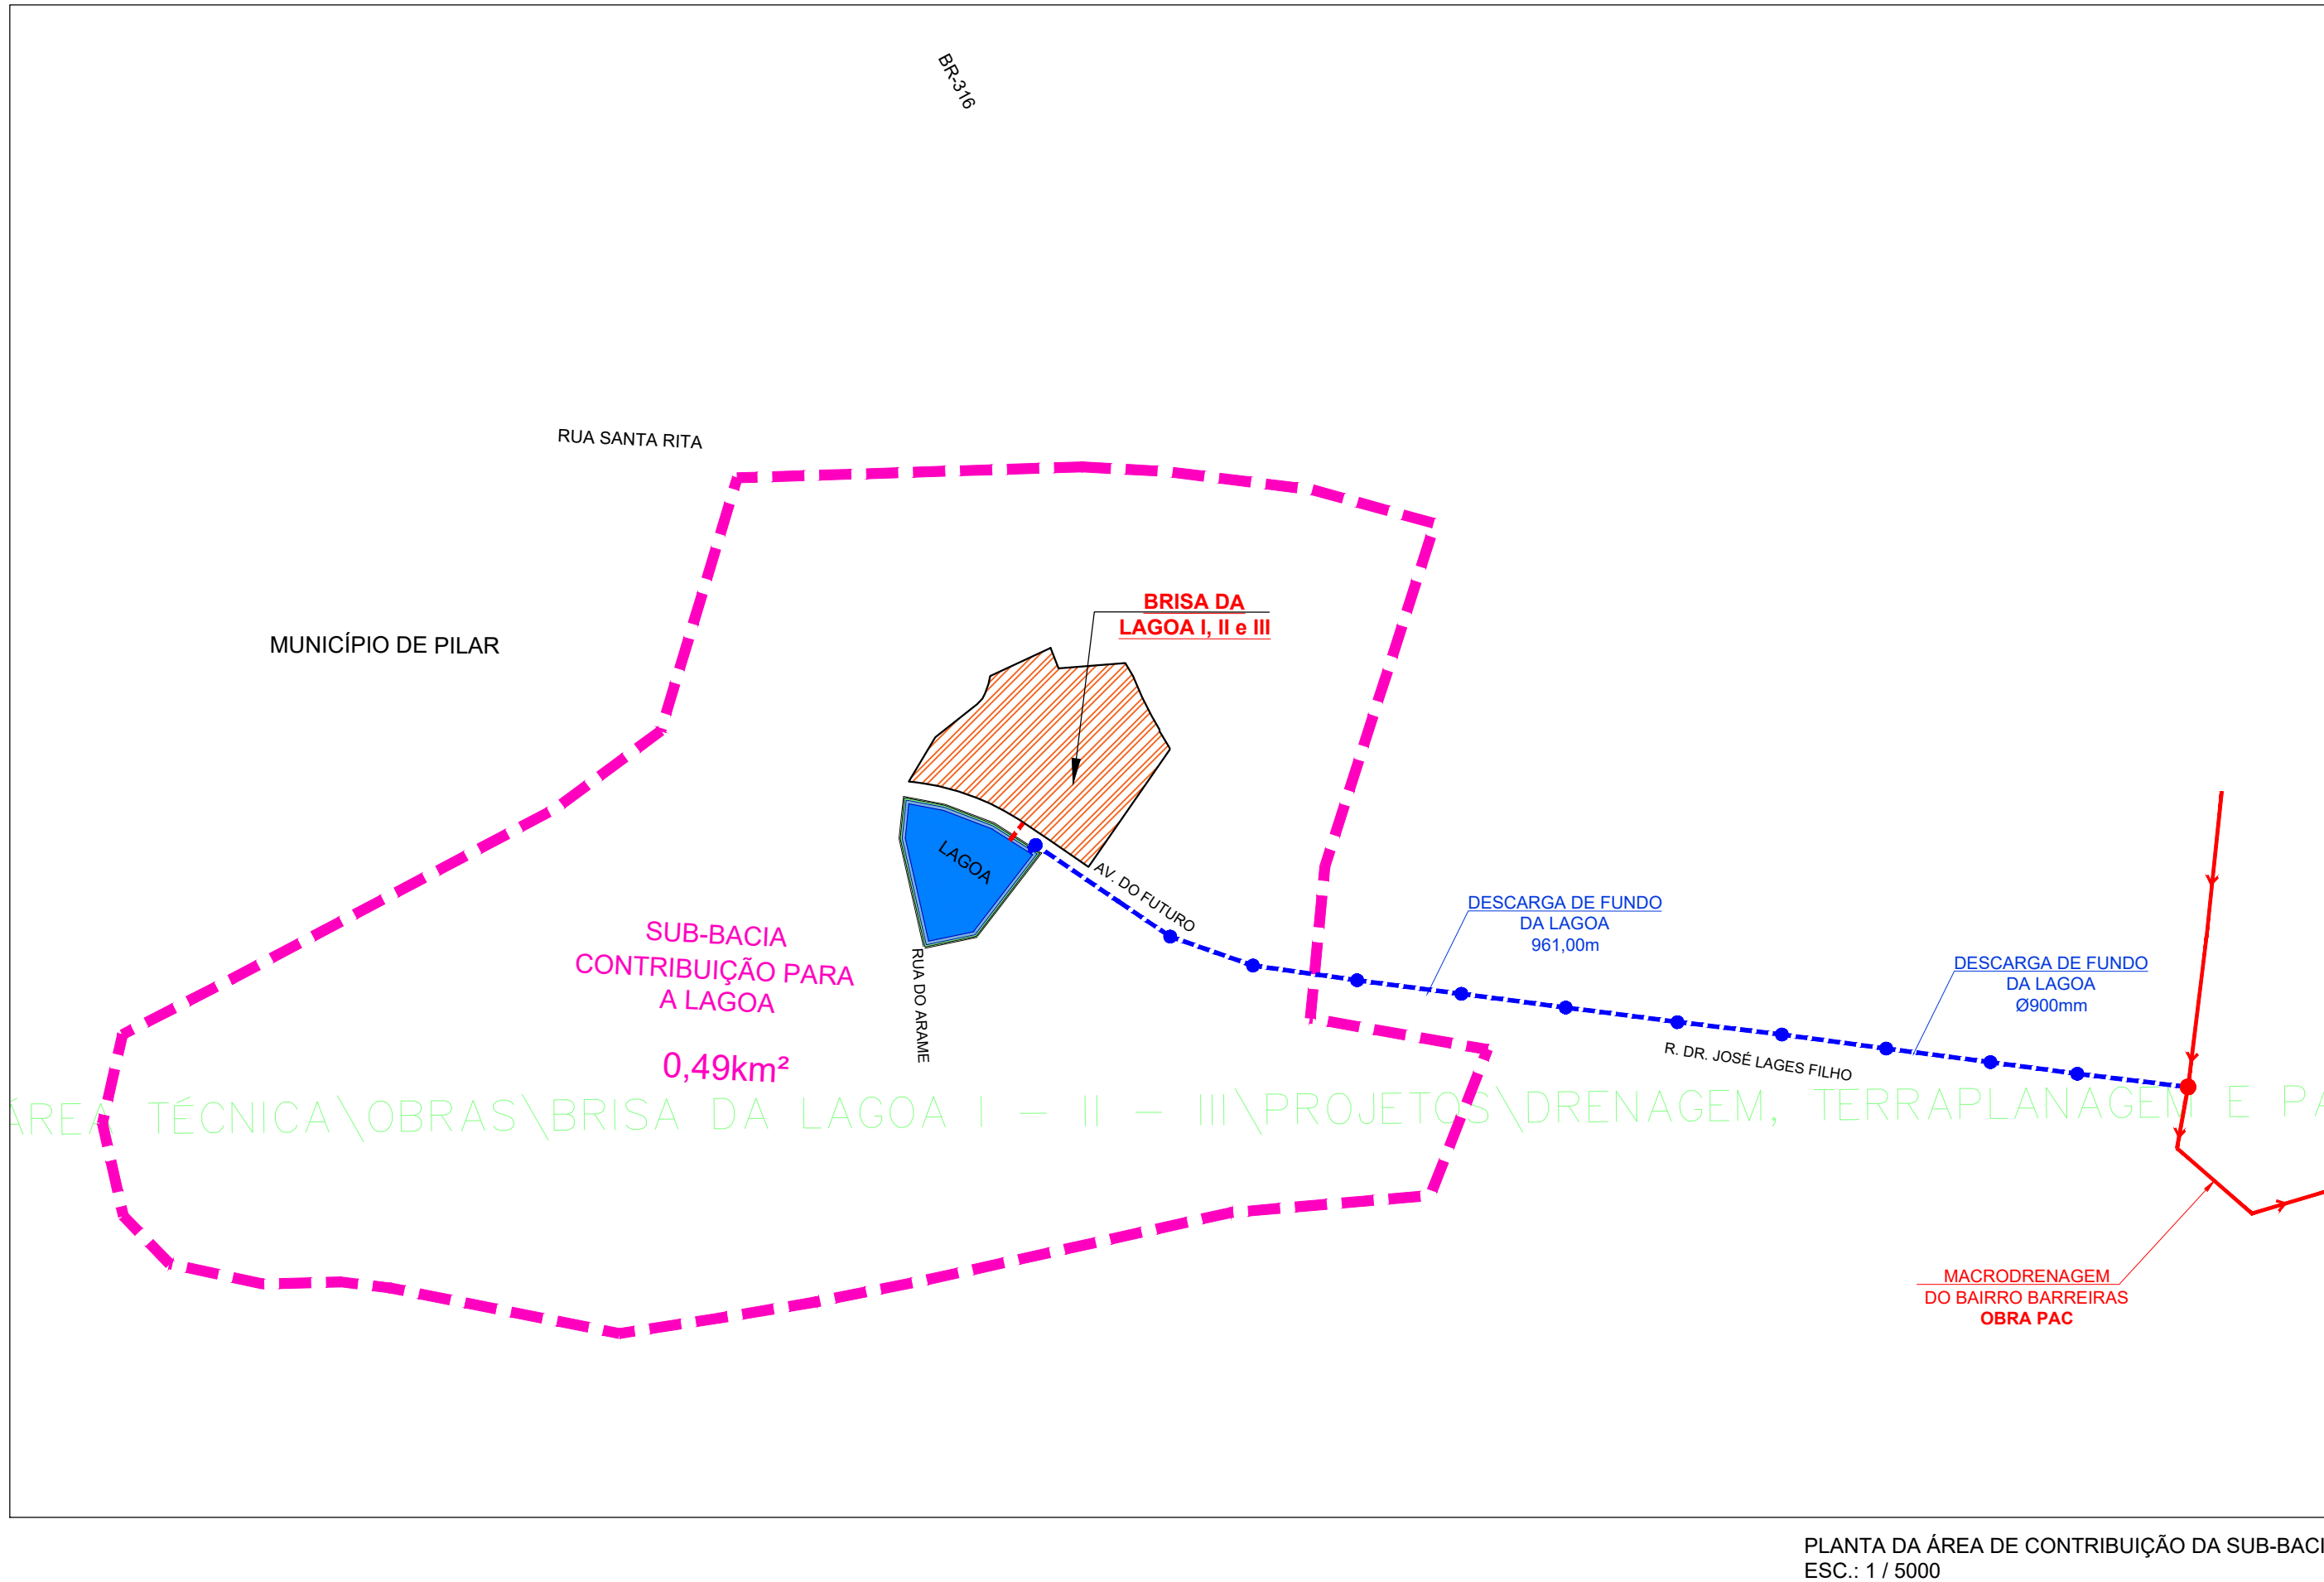 BR-316
RUA SANTA RITA
BRISA DA
LAGOA I, II e III
MUNICÍPIO DE PILAR
LAGOA
AV. DO FUTURO
DESCARGA DE FUNDO
DA LAGOA
961,00m
SUB-BACIA
CONTRIBUIÇÃO PARA
A LAGOA
0,49km²
RUA DO ARAME
DESCARGA DE FUNDO
DA LAGOA
Ø900mm
R. DR. JOSÉ LAGES FILHO
ÁREA TÉCNICA\OBRAS\BRISA DA LAGOA I - II - III\PROJETOS\DRENAGEM, TERRAPLANAGEM E PA
MACRODRENAGEM
DO BAIRRO BARREIRAS
OBRA PAC
PLANTA DA ÁREA DE CONTRIBUIÇÃO DA SUB-BACI
ESC.: 1 / 5000